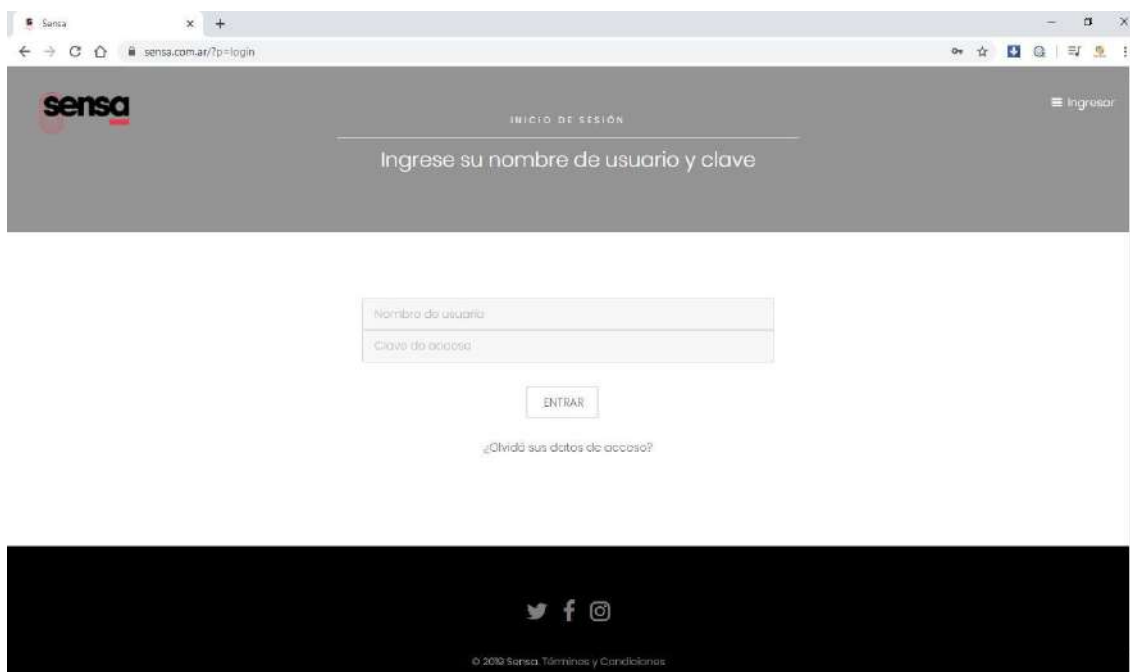 Sensa
sensa.com.ar/?p=login
sensa
Ingresar
INICIO DE SESIÓN
Ingrese su nombre de usuario y clave
Nombre de usuario
Clave de acceso
ENTRAR
¿Olvidó sus datos de acceso?
© 2019 Sensa. Términos y Condiciones